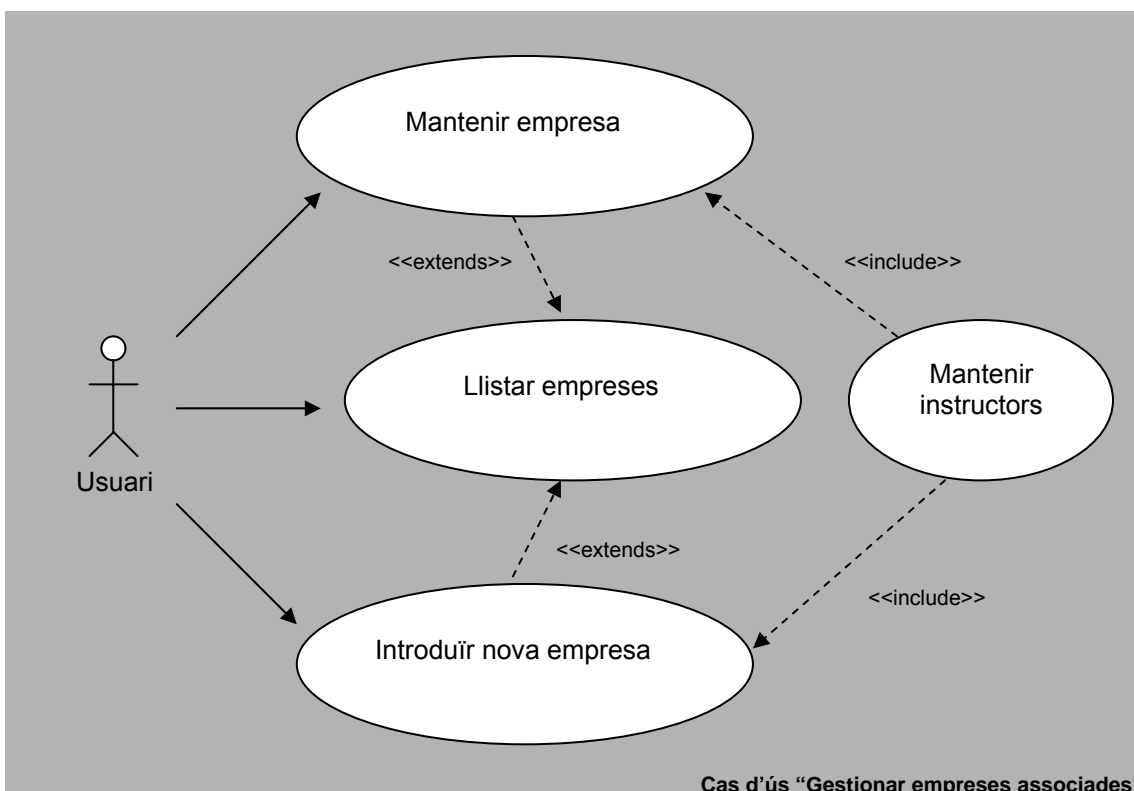 Mantenir empresa
<<extends>>
<<include>>
Llistar empreses
Mantenir
instructors
Usuari
<<extends>>
<<include>>
Introduïr nova empresa
Cas d'ús “Gestionar empreses associades”